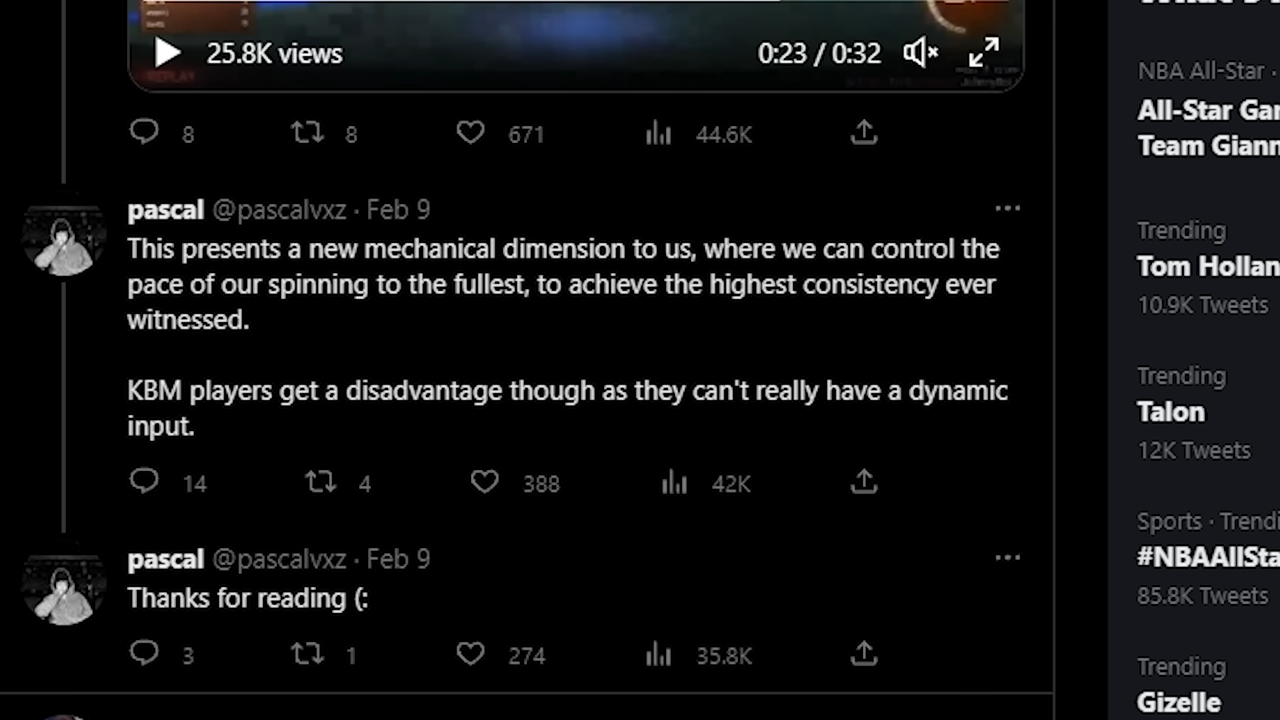 25.8K views
0:23 / 0:32
REPLAY
8 8 671 44.6K
pascal @pascalvxz · Feb 9
This presents a new mechanical dimension to us, where we can control the
pace of our spinning to the fullest, to achieve the highest consistency ever
witnessed.
KBM players get a disadvantage though as they can't really have a dynamic
input.
14 4 388 42K
pascal @pascalvxz · Feb 9
Thanks for reading (:
3 1 274 35.8K
NBA All-Star ·
All-Star Gar
Team Giann
Trending
Tom Hollan
10.9K Tweets
Trending
Talon
12K Tweets
Sports · Trendi
#NBAAllSta
85.8K Tweets
Trending
Gizelle